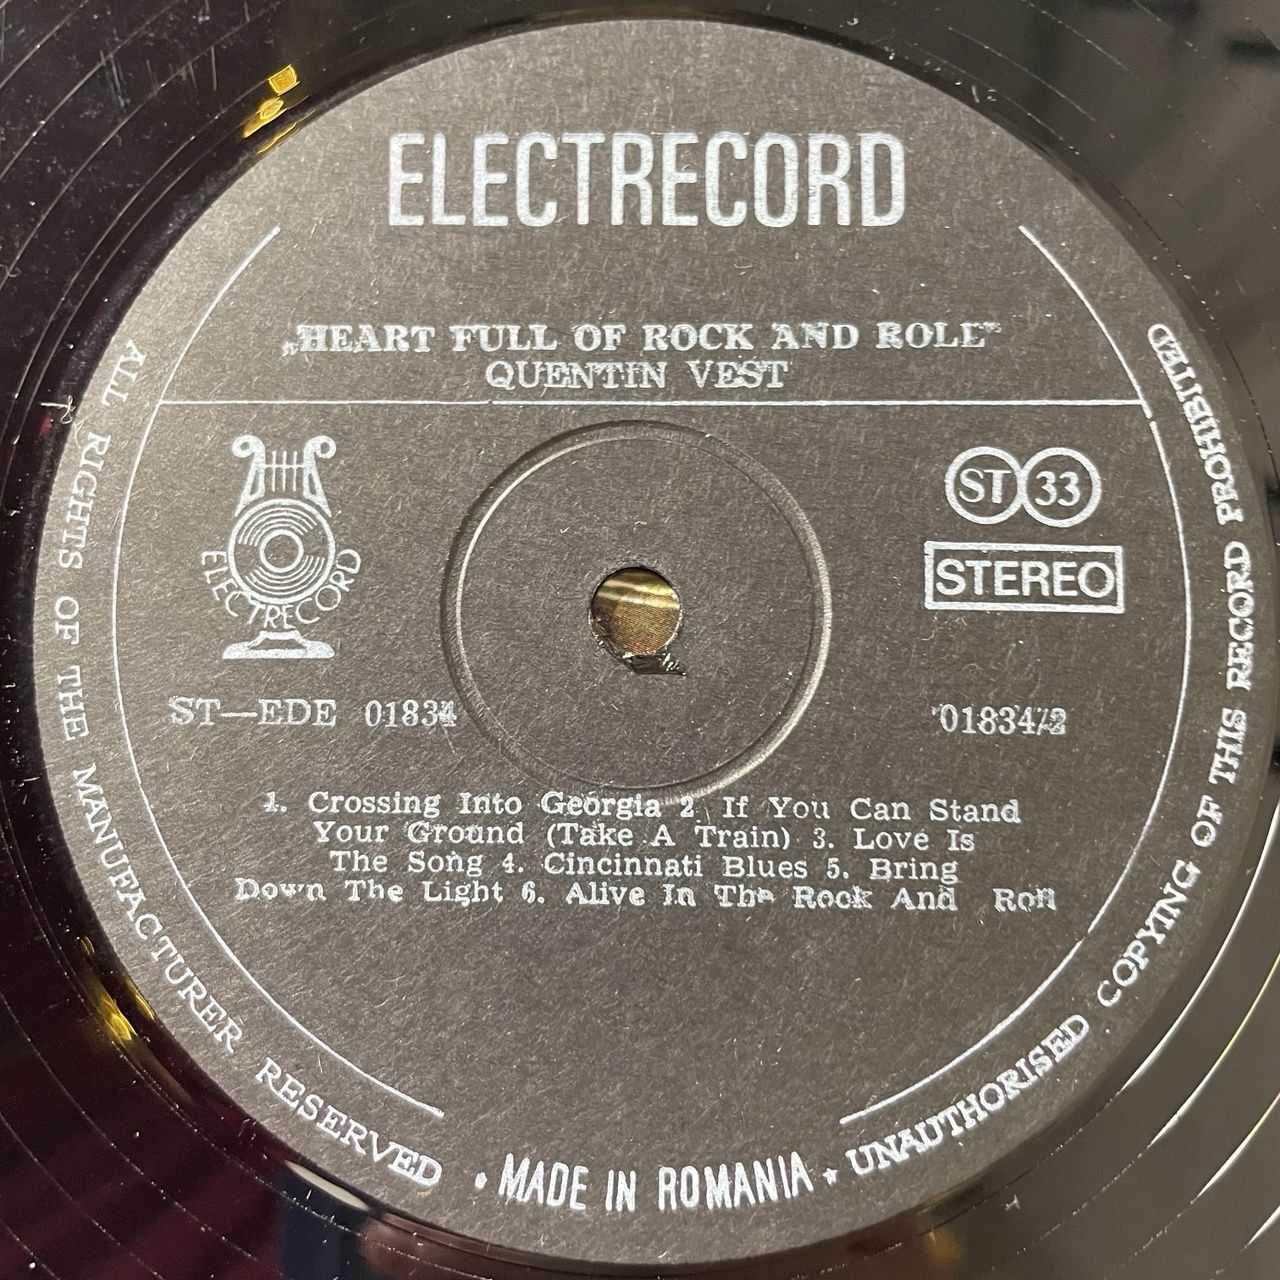 ELECTRECORD
„HEART FULL OF ROCK AND ROLL”
QUENTIN VEST
ELECTRECORD
ST 33
STEREO
ST—EDE 01834
01834/2
1. Crossing Into Georgia 2 If You Can Stand
Your Ground (Take A Train) 3. Love Is
The Song 4. Cincinnati Blues 5. Bring
Down The Light 6. Alive In The Rock And Roll
ALL RIGHTS OF THE MANUFACTURER RESERVED
• MADE IN ROMANIA •
UNAUTHORISED COPYING OF THIS RECORD PROHIBITED